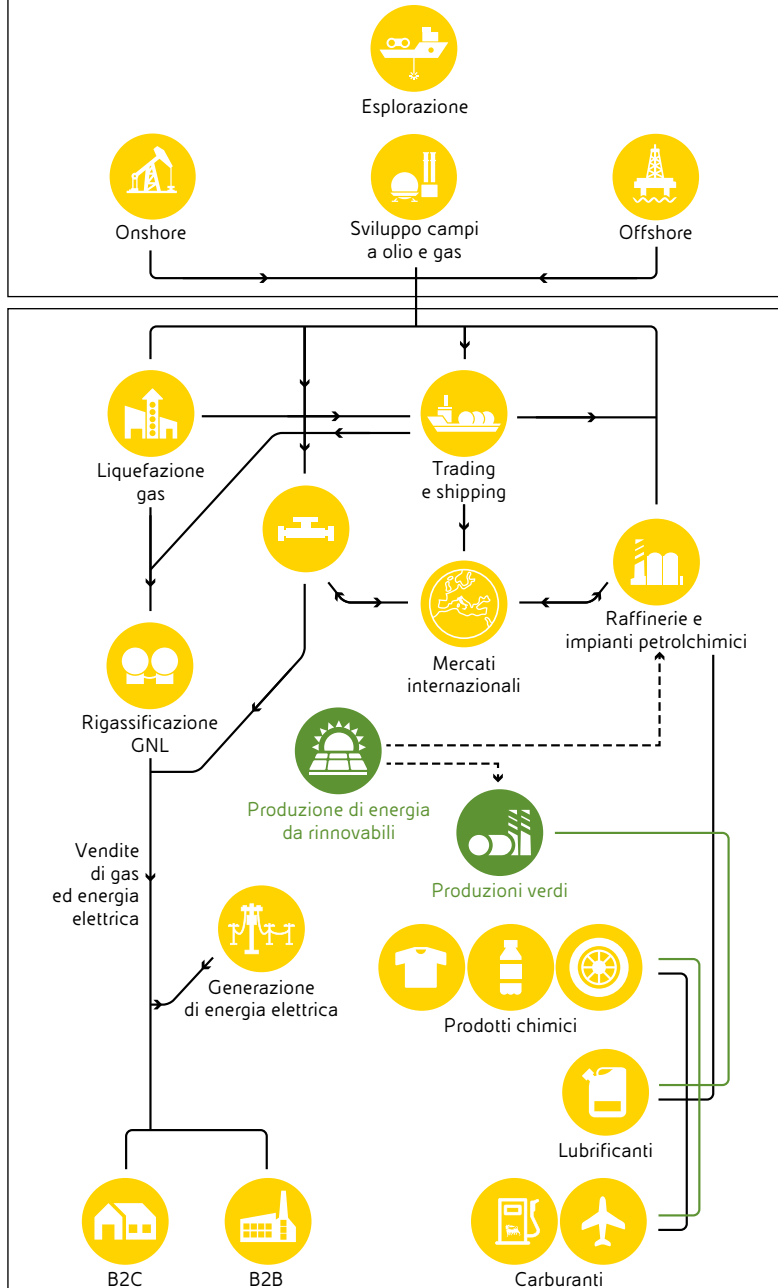 Esplorazione
Onshore
Sviluppo campi
a olio e gas
Offshore
Liquefazione
gas
Trading
e shipping
Raffinerie e
impianti petrolchimici
Mercati
internazionali
Rigassificazione
GNL
Produzione di energia
da rinnovabili
Produzioni verdi
Vendite
di gas
ed energia
elettrica
Generazione
di energia elettrica
Prodotti chimici
Lubrificanti
B2C
B2B
Carburanti